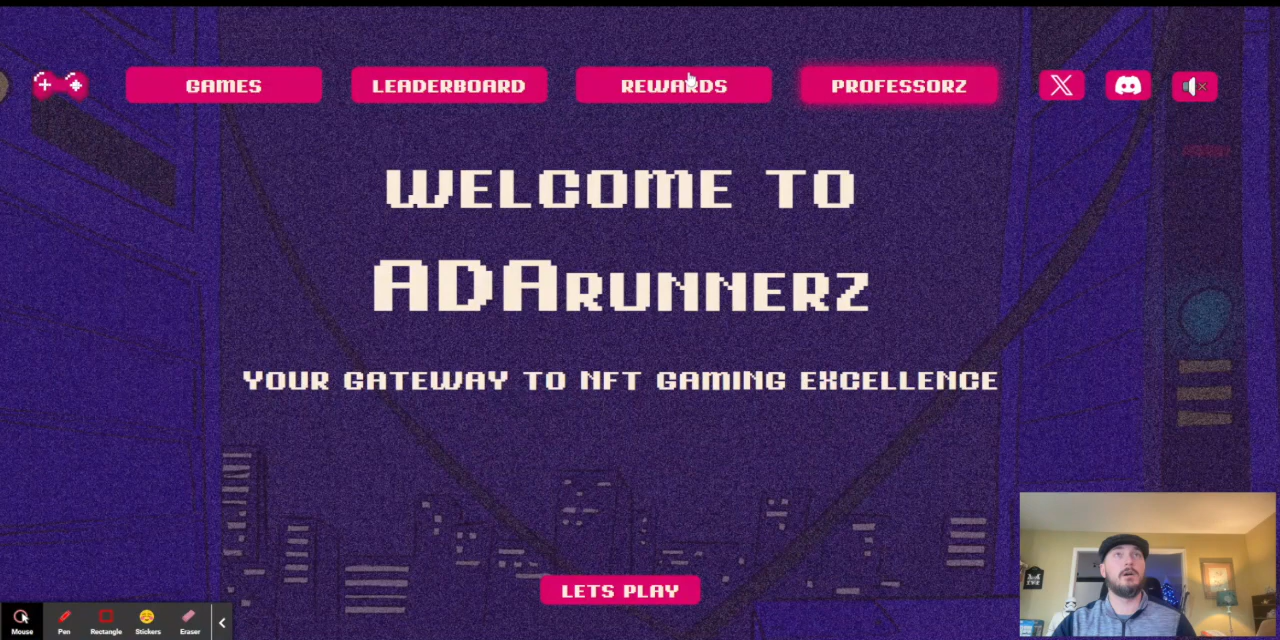 GAMES
LEADERBOARD
REWARDS
PROFESSORZ
WELCOME TO
ADARUNNERZ
YOUR GATEWAY TO NFT GAMING EXCELLENCE
LETS PLAY
Mouse
Pen
Rectangle
Stickers
Eraser